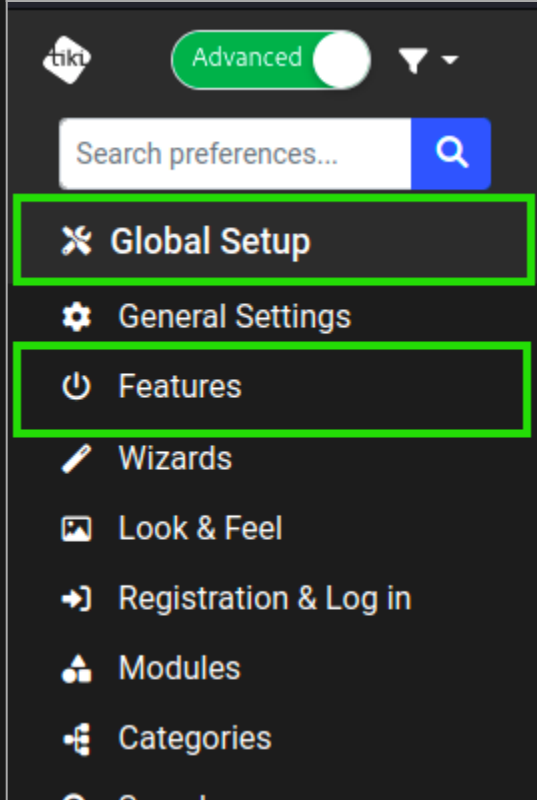 tiki
Advanced
Search preferences...
Global Setup
General Settings
Features
Wizards
Look & Feel
Registration & Log in
Modules
Categories